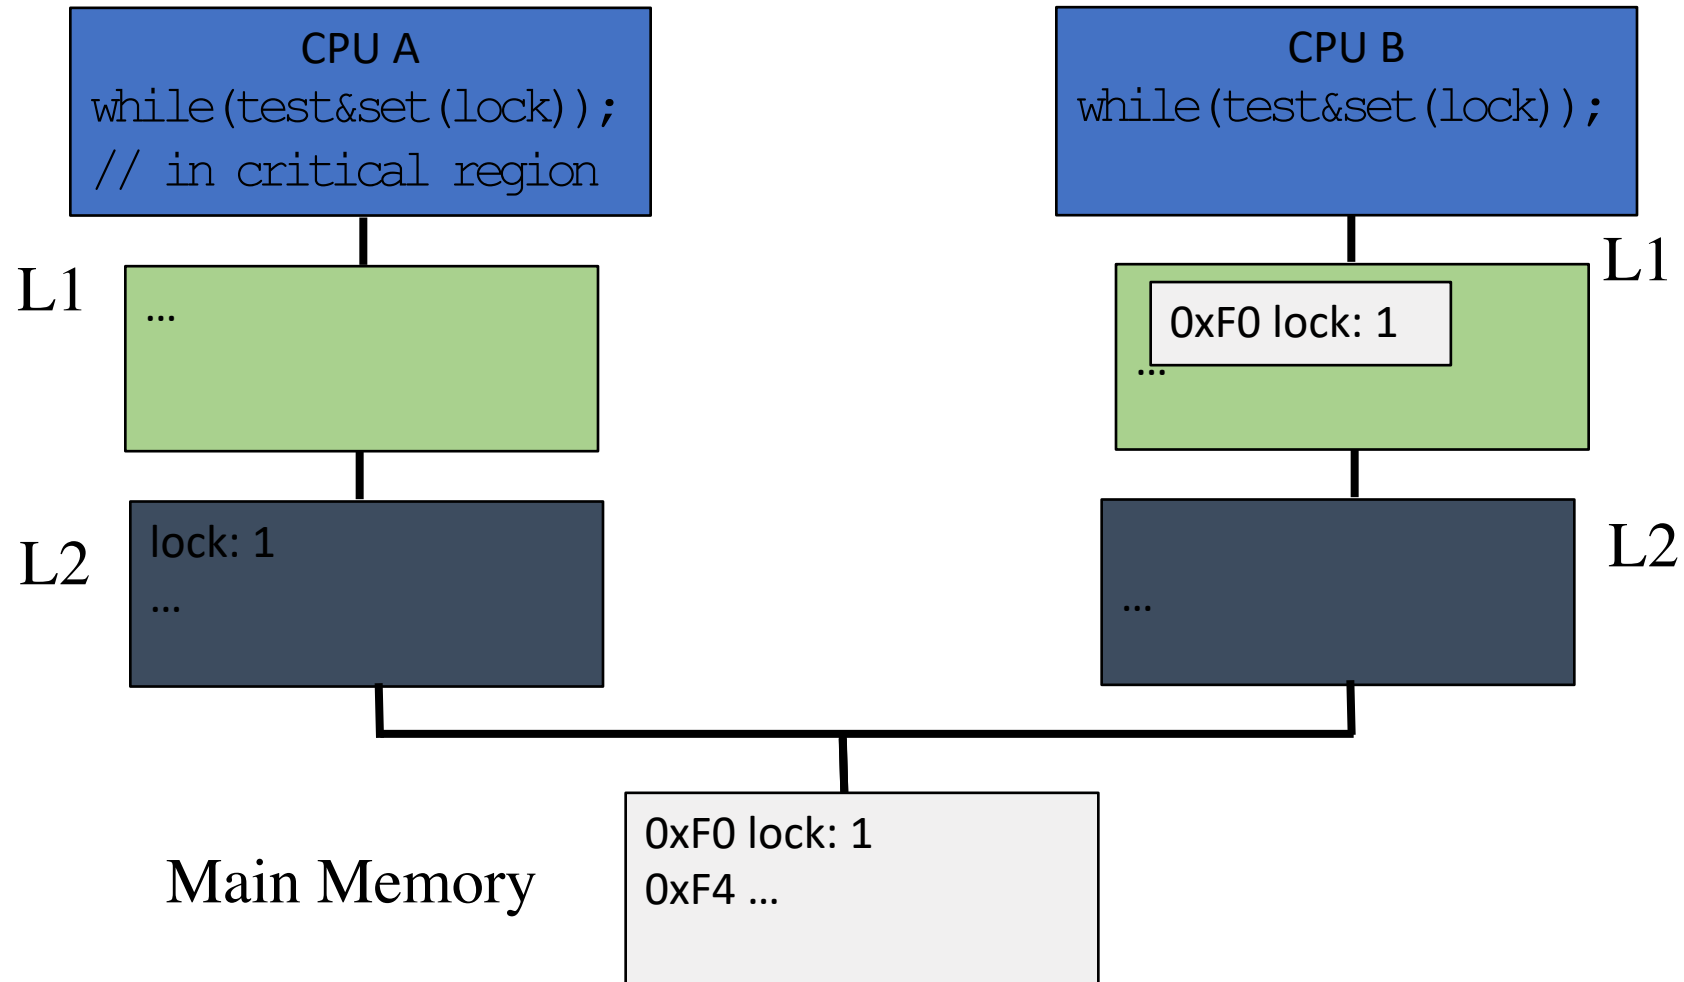 CPU A
while(test&set(lock));
// in critical region
CPU B
while(test&set(lock));
L1
…
L1
0xF0 lock: 1
…
L2
lock: 1
…
L2
…
Main Memory
0xF0 lock: 1
0xF4 …